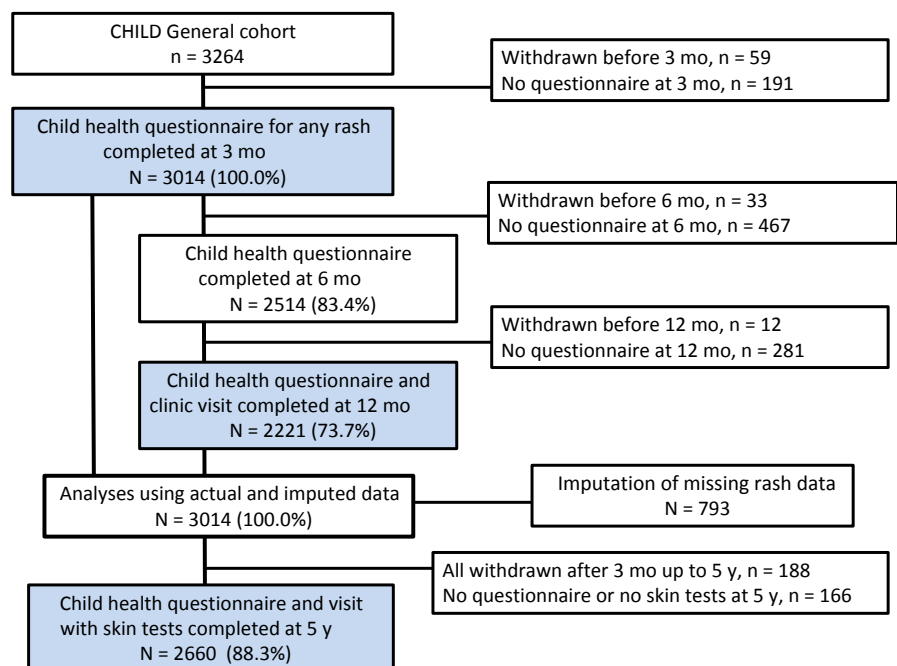 CHILD General cohort
n = 3264
Withdrawn before 3 mo, n = 59
No questionnaire at 3 mo, n = 191
Child health questionnaire for any rash
completed at 3 mo
N = 3014 (100.0%)
Withdrawn before 6 mo, n = 33
No questionnaire at 6 mo, n = 467
Child health questionnaire
completed at 6 mo
N = 2514 (83.4%)
Withdrawn before 12 mo, n = 12
No questionnaire at 12 mo, n = 281
Child health questionnaire and
clinic visit completed at 12 mo
N = 2221 (73.7%)
Analyses using actual and imputed data
N = 3014 (100.0%)
Imputation of missing rash data
N = 793
All withdrawn after 3 mo up to 5 y, n = 188
No questionnaire or no skin tests at 5 y, n = 166
Child health questionnaire and visit
with skin tests completed at 5 y
N = 2660 (88.3%)